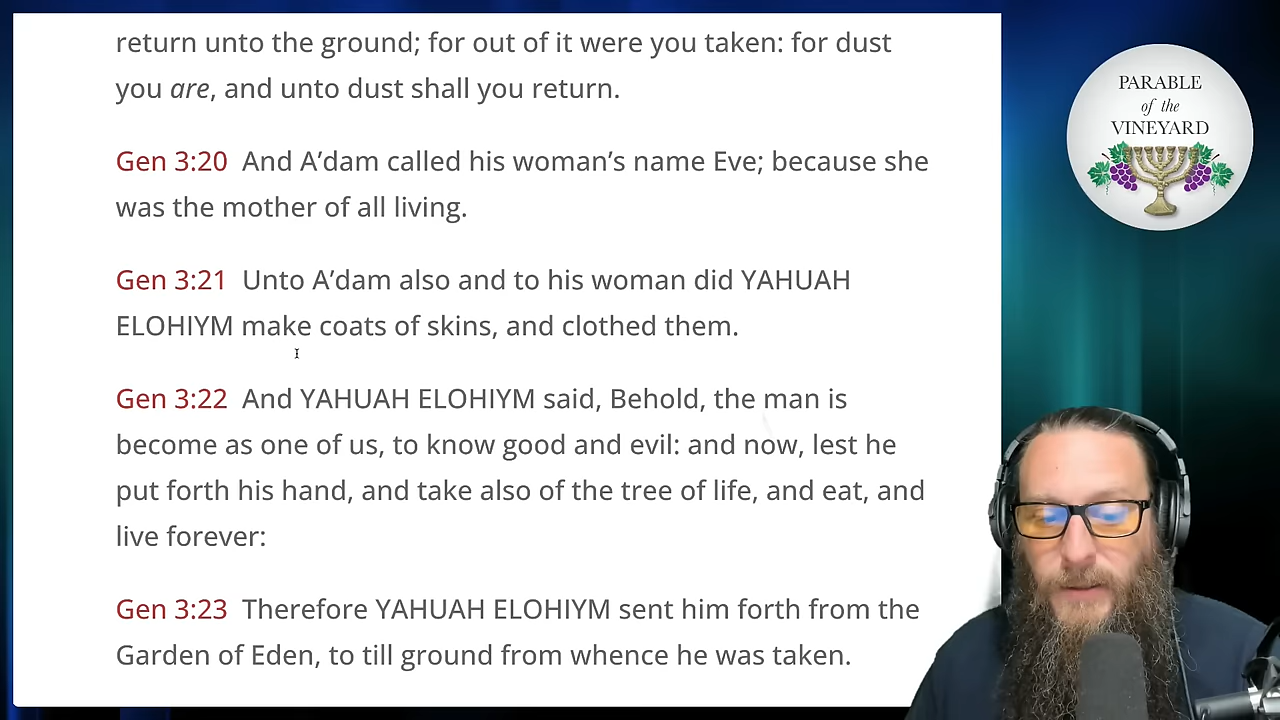 return unto the ground; for out of it were you taken: for dust
you are, and unto dust shall you return.
Gen 3:20 And A’dam called his woman’s name Eve; because she
was the mother of all living.
Gen 3:21 Unto A’dam also and to his woman did YAHUAH
ELOHIYM make coats of skins, and clothed them.
Gen 3:22 And YAHUAH ELOHIYM said, Behold, the man is
become as one of us, to know good and evil: and now, lest he
put forth his hand, and take also of the tree of life, and eat, and
live forever:
Gen 3:23 Therefore YAHUAH ELOHIYM sent him forth from the
Garden of Eden, to till ground from whence he was taken.
PARABLE
of the
VINEYARD